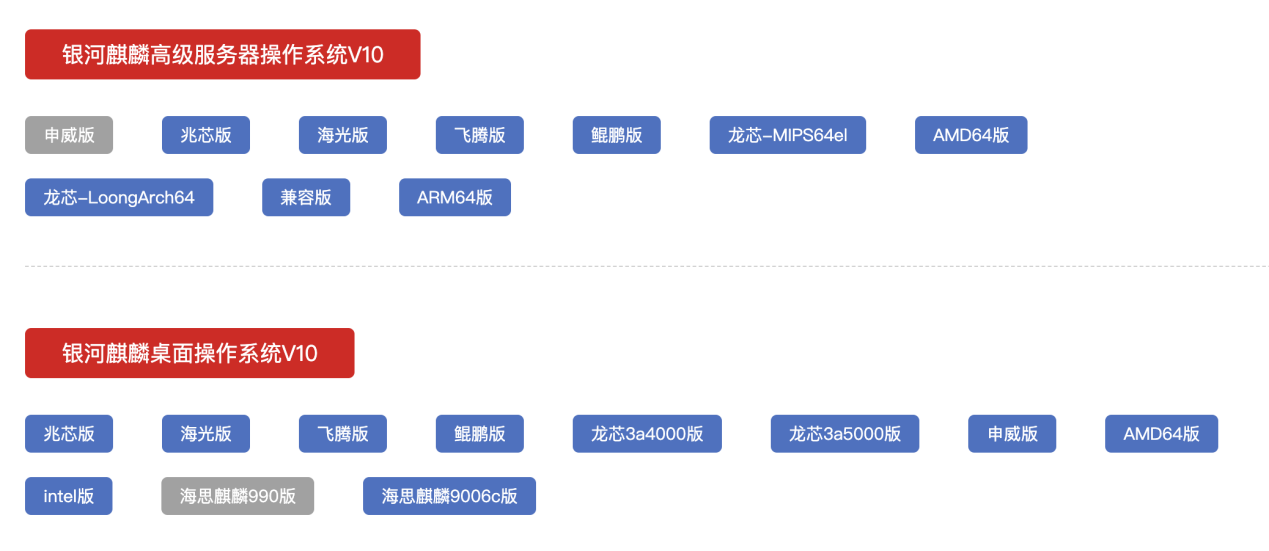 银河麒麟高级服务器操作系统V10
申威版 兆芯版 海光版 飞腾版 鲲鹏版 龙芯-MIPS64el AMD64版
龙芯-LoongArch64 兼容版 ARM64版
银河麒麟桌面操作系统V10
兆芯版 海光版 飞腾版 鲲鹏版 龙芯3a4000版 龙芯3a5000版 申威版 AMD64版
intel版 海思麒麟990版 海思麒麟9006c版